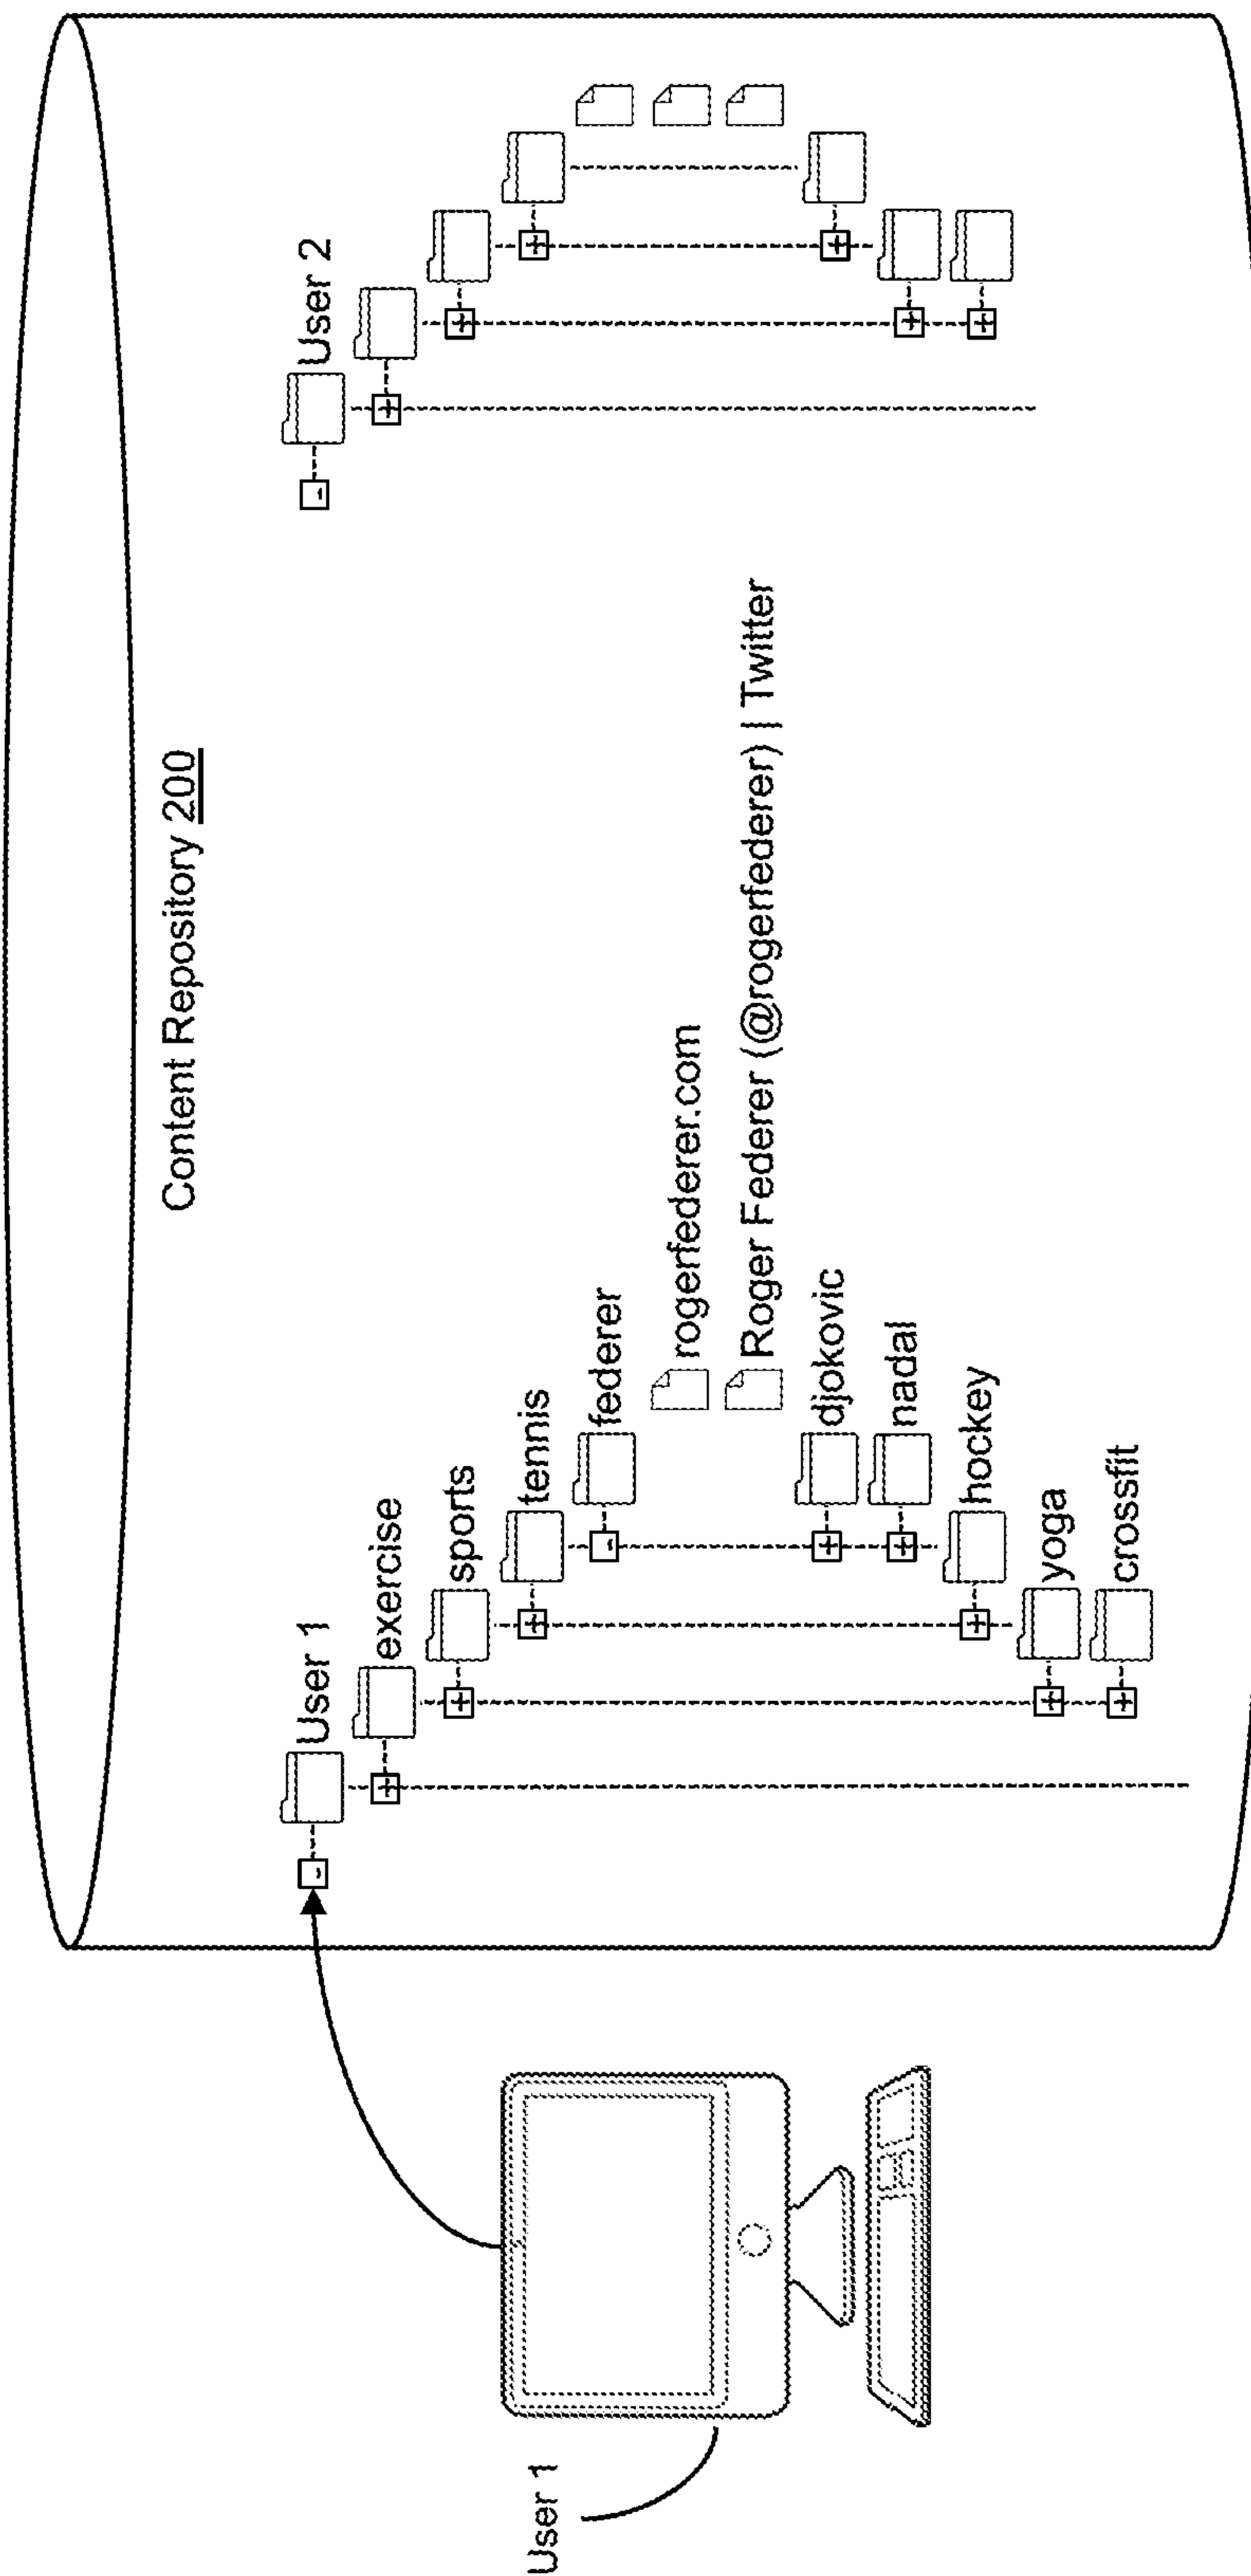 Content Repository 200
User 1
exercise
sports
tennis
federer
rogerfederer.com
Roger Federer (@rogerfederer) | Twitter
djokovic
nadal
hockey
yoga
crossfit
User 2
User 1